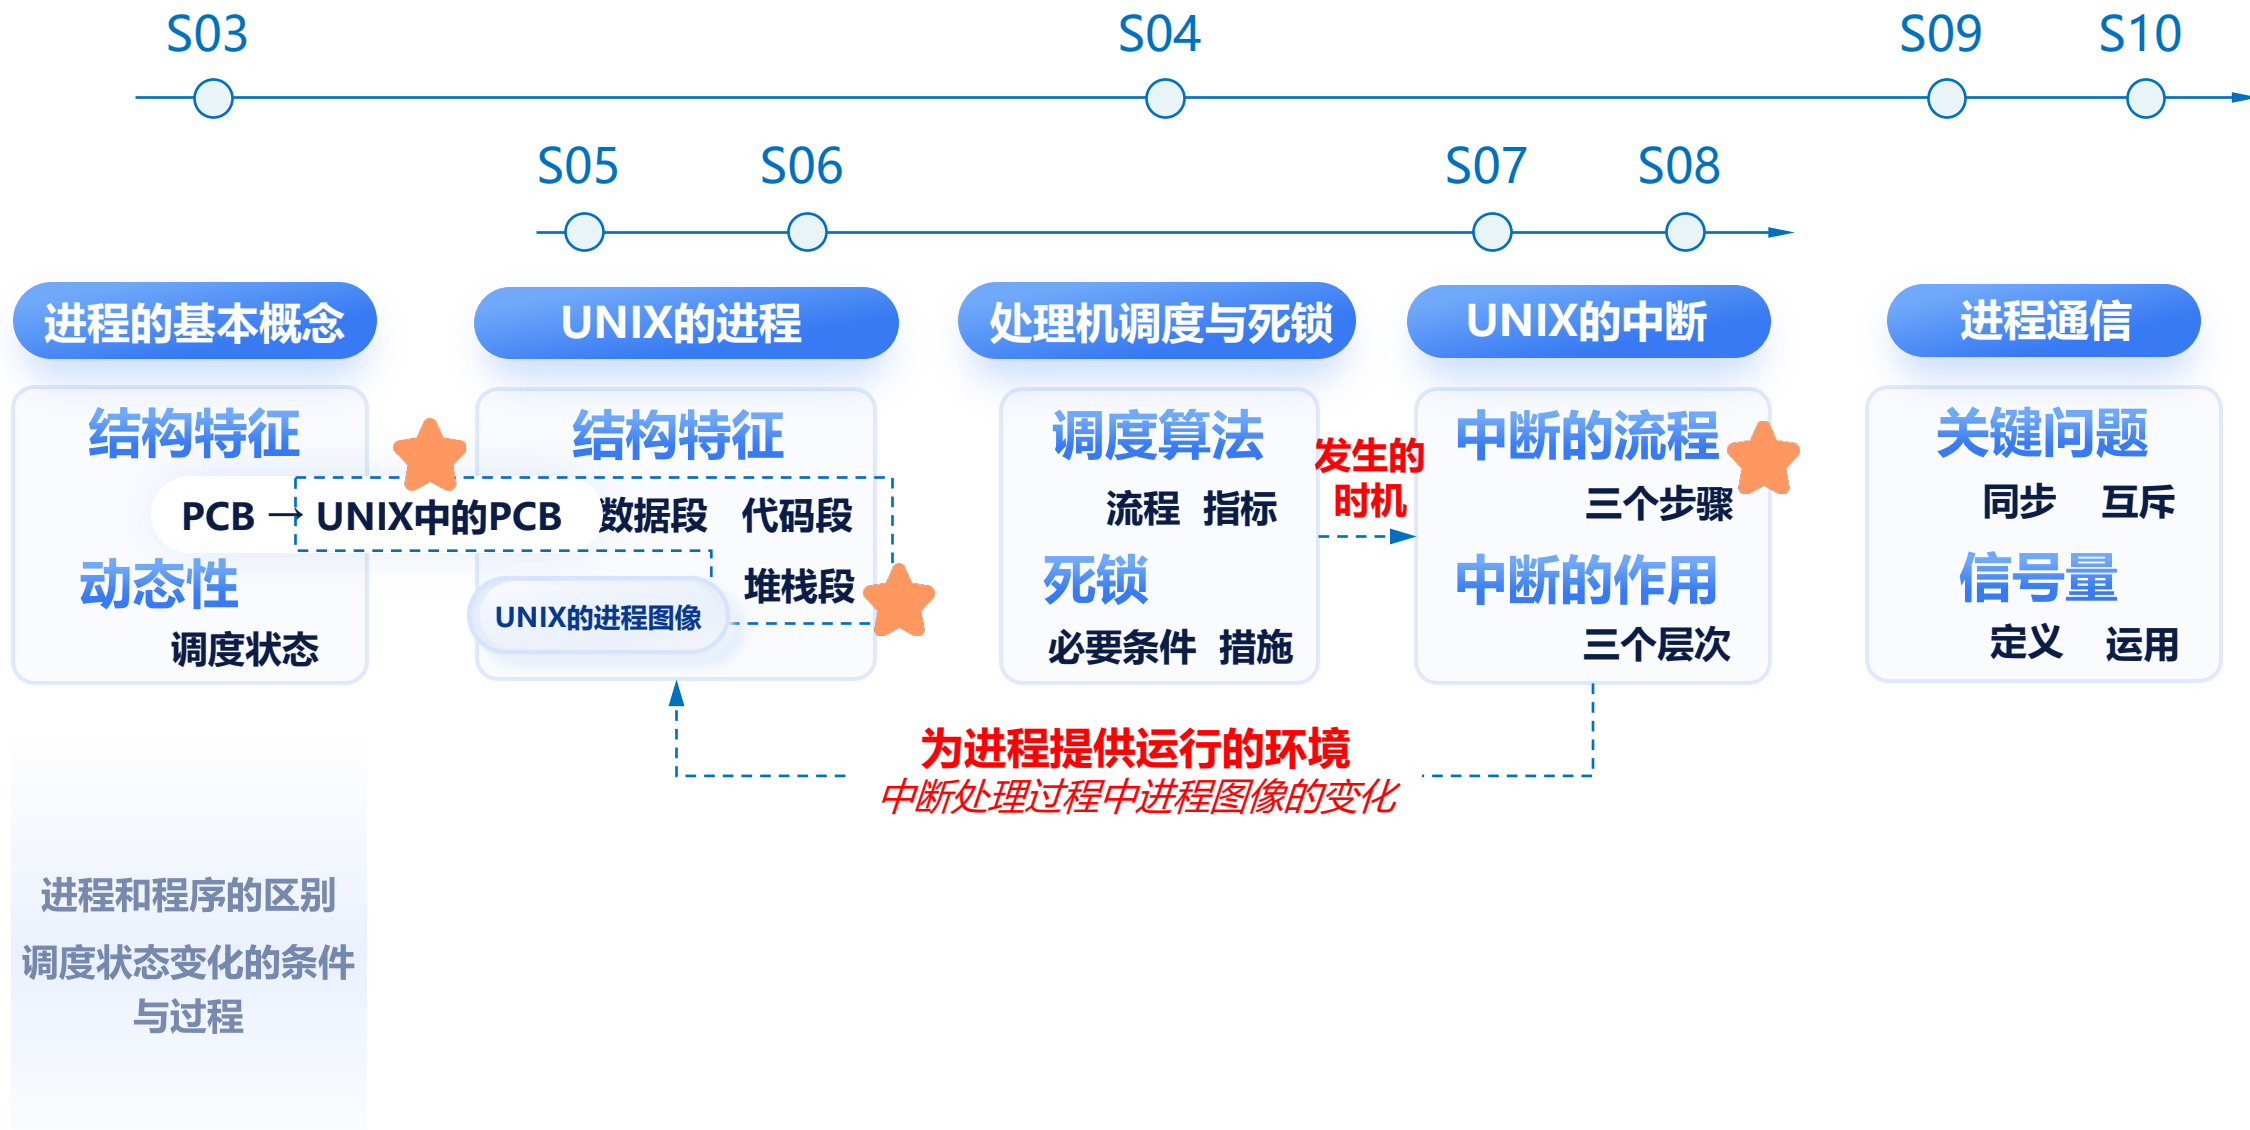 S03 S04 S09 S10
S05 S06 S07 S08
进程的基本概念
结构特征
PCB → UNIX中的PCB
动态性
调度状态
进程和程序的区别
调度状态变化的条件
与过程
UNIX的进程
结构特征
数据段 代码段
堆栈段
UNIX的进程图像
处理机调度与死锁
调度算法
流程 指标
死锁
必要条件 措施
发生的
时机
UNIX的中断
中断的流程
三个步骤
中断的作用
三个层次
为进程提供运行的环境
中断处理过程中进程图像的变化
进程通信
关键问题
同步 互斥
信号量
定义 运用